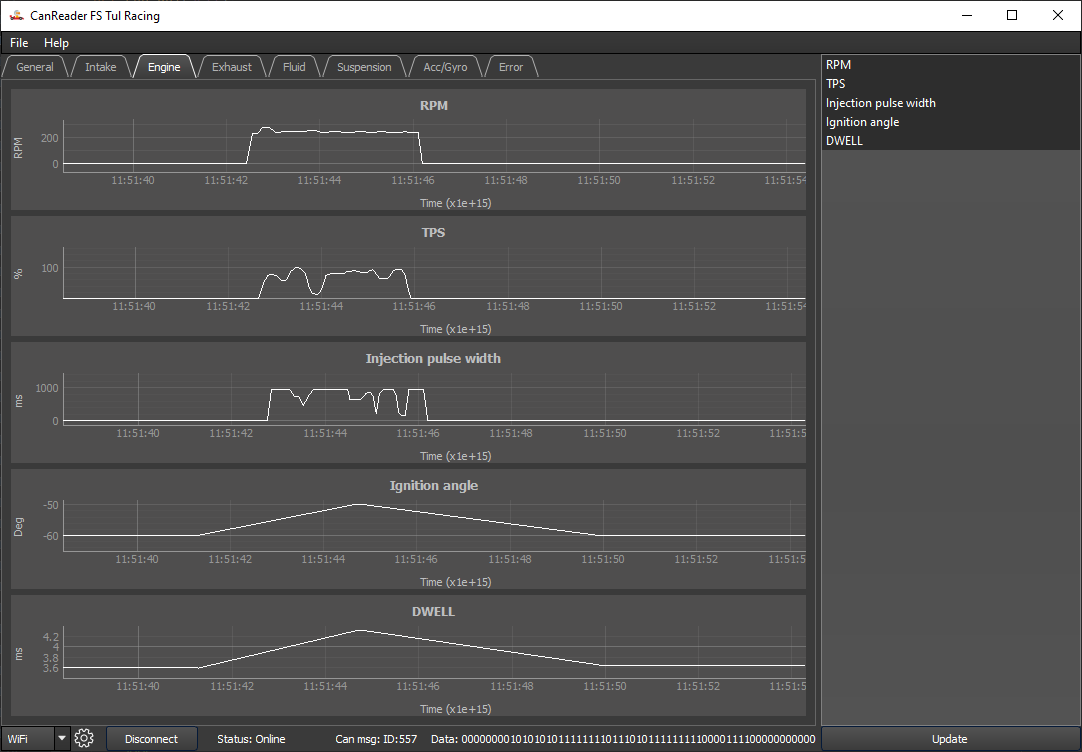 CanReader FS Tul Racing
File Help
General Intake Engine Exhaust Fluid Suspension Acc/Gyro Error
RPM
RPM
200
0
11:51:40 11:51:42 11:51:44 11:51:46 11:51:48 11:51:50 11:51:52 11:51:54
Time (x1e+15)
TPS
%
100
11:51:40 11:51:42 11:51:44 11:51:46 11:51:48 11:51:50 11:51:52 11:51:54
Time (x1e+15)
Injection pulse width
ms
1000
0
11:51:40 11:51:42 11:51:44 11:51:46 11:51:48 11:51:50 11:51:52 11:51:5
Time (x1e+15)
Ignition angle
Deg
-50
-60
11:51:40 11:51:42 11:51:44 11:51:46 11:51:48 11:51:50 11:51:52 11:51:5
Time (x1e+15)
DWELL
ms
4.2
4
3.8
3.6
11:51:40 11:51:42 11:51:44 11:51:46 11:51:48 11:51:50 11:51:52 11:51:5
Time (x1e+15)
RPM
TPS
Injection pulse width
Ignition angle
DWELL
WiFi Disconnect Status: Online Can msg: ID:557 Data: Update